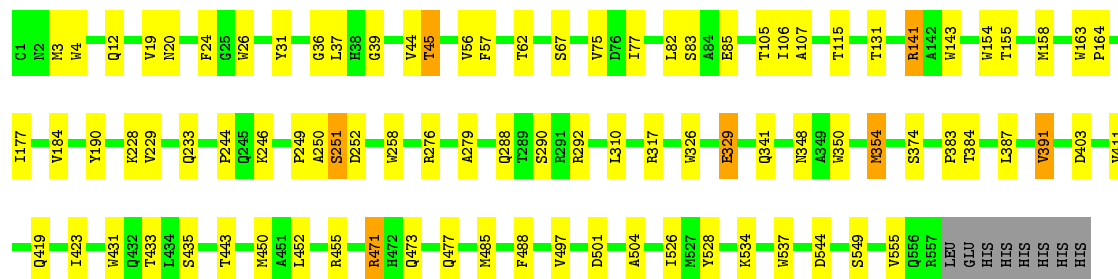 C1 N2 M3 W4 Q12 V19 N20 F24 G25 W26 Y31 G36 L37 H38 G39 V44 T45 V56 F57 T62 S67 V75 D76 I77 L82 S83 A84 E85 T105 I106 A107 T115 T131 R141 A142 W143 W154 T155 M158 W163 P164
I177 V184 Y190 K228 V229 Q233 P244 Q245 K246 P249 A250 S251 D252 W258 R276 A279 Q288 T289 S290 R291 R292 L310 R317 W326 E329 Q341 N348 A349 W350 M354 S374 P383 T384 L387 V391 D403
Q419 I423 W431 Q432 T433 L434 S435 T443 M450 A451 L452 R455 R471 H472 Q473 Q477 M485 F488 V497 D501 A504 I526 M527 Y528 K534 W537 D544 S549 V555 Q556 R557 LEU GLU HIS HIS HIS HIS HIS HIS